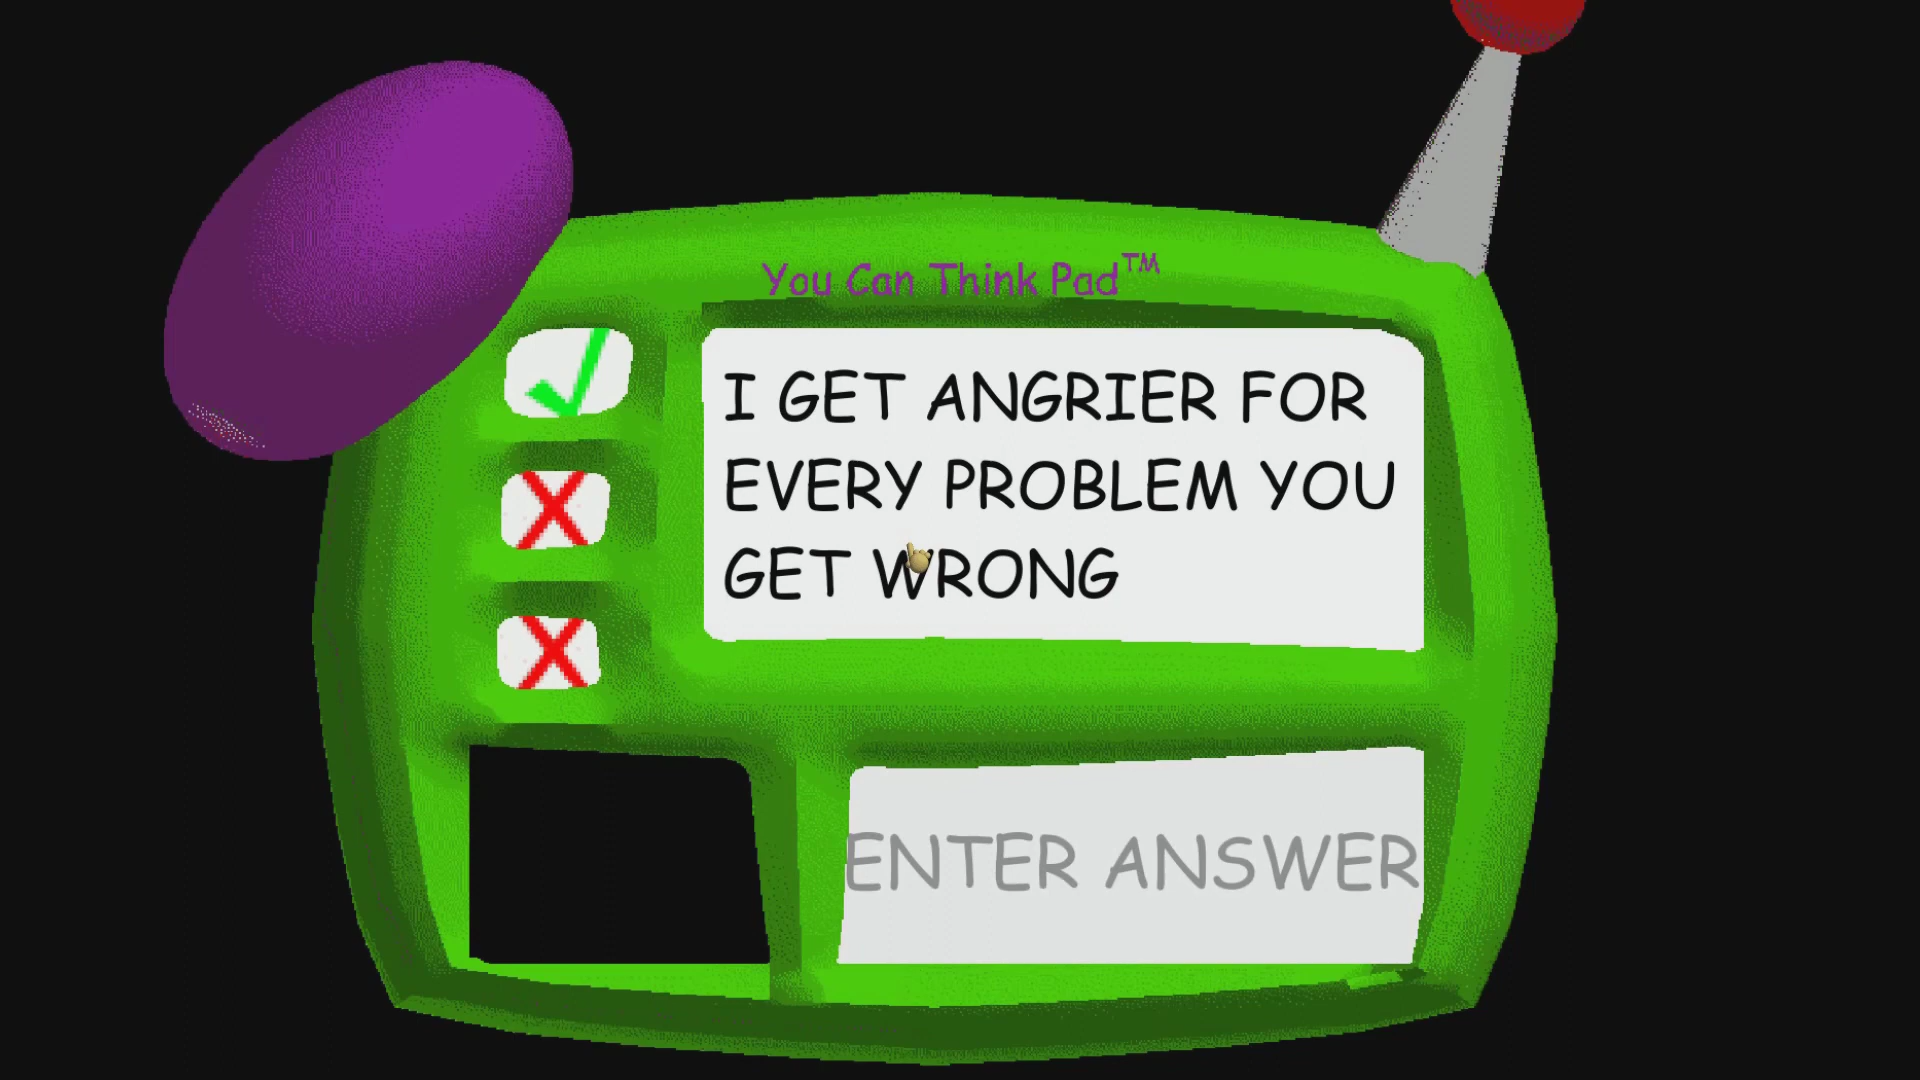 You Can Think Pad™
I GET ANGRIER FOR
EVERY PROBLEM YOU
GET WRONG
ENTER ANSWER